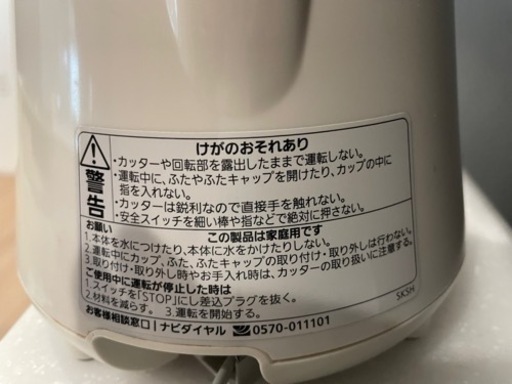 けがのおそれあり
警告
・カッターや回転部を露出したままで運転しない。
・運転中に、ふたやふたキャップを開けたり、カップの中に
指を入れない。
・カッターは鋭利なので直接手を触れない。
・安全スイッチを細い棒や指などで絶対に押さない。
この製品は家庭用です
お願い
1.本体を水につけたり、本体に水をかけたりしない。
2.運転中にカップ、ふた、ふたキャップの取り付け・取り外しは行わない。
3.取り付け・取り外し時やお手入れ時は、カッターの取り扱いに注意する。
ご使用中に運転が停止した時は
1.スイッチを「STOP」にし差込プラグを抜く。
2.材料を減らす。 3.運転を開始する。
お客様相談窓口 ナビダイヤル 0570-011101
SKSH